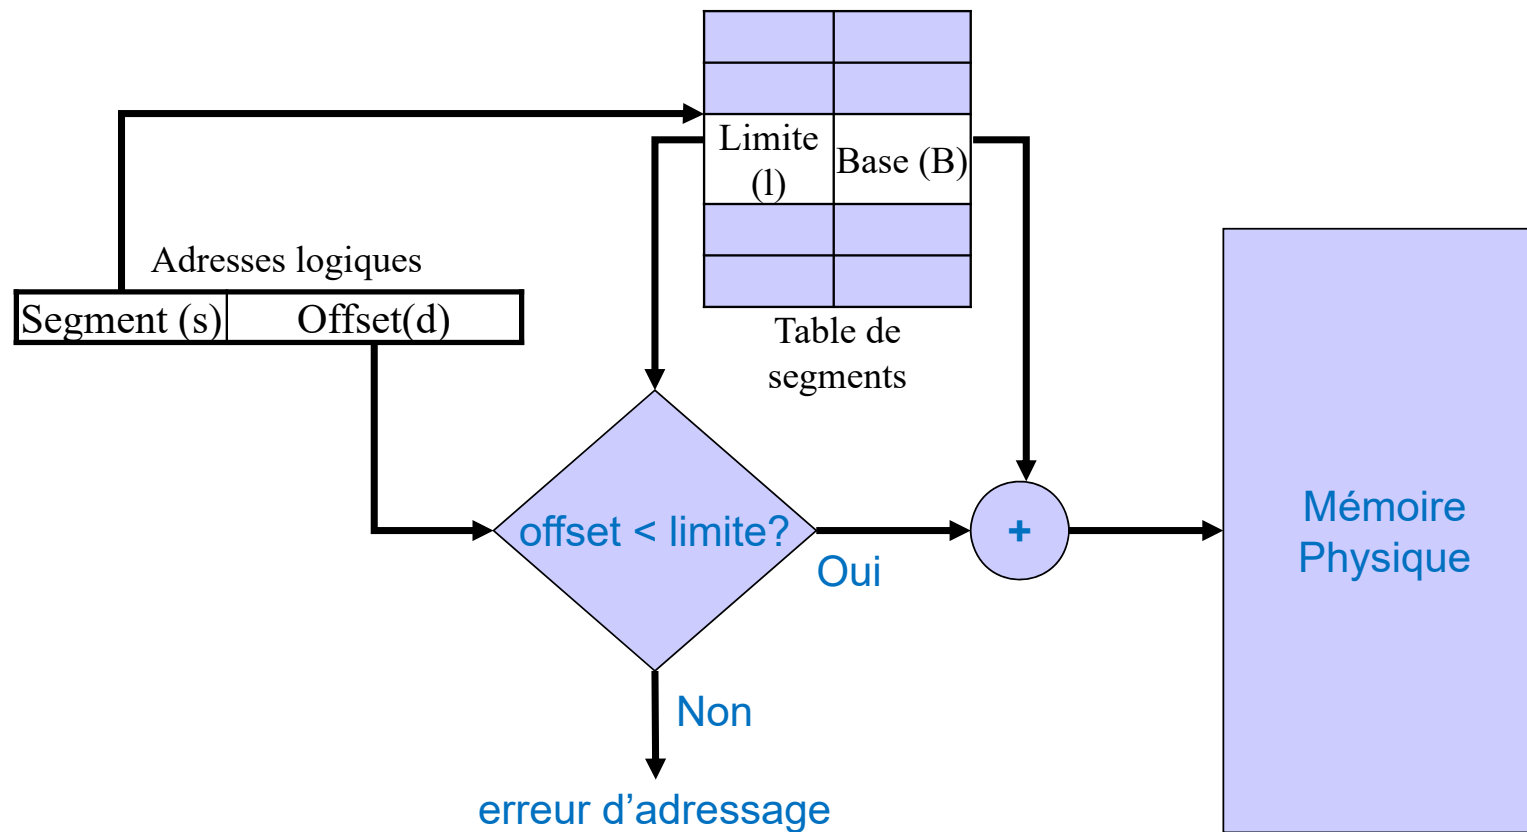 Limite
(l)
Base (B)
Adresses logiques
Segment (s)
Offset(d)
Table de
segments
offset < limite?
Oui
+
Mémoire
Physique
Non
erreur d’adressage